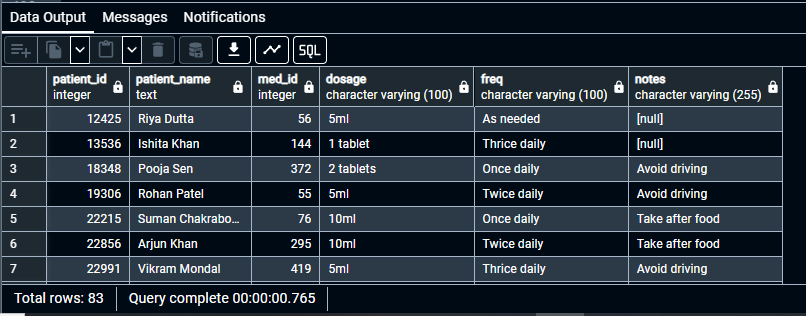 Data Output Messages Notifications
SQL
patient_id patient_name med_id dosage freq notes
integer text integer character varying (100) character varying (100) character varying (255)
1 12425 Riya Dutta 56 5ml As needed [null]
2 13536 Ishita Khan 144 1 tablet Thrice daily [null]
3 18348 Pooja Sen 372 2 tablets Once daily Avoid driving
4 19306 Rohan Patel 55 5ml Twice daily Avoid driving
5 22215 Suman Chakrabo... 76 10ml Once daily Take after food
6 22856 Arjun Khan 295 10ml Twice daily Take after food
7 22991 Vikram Mondal 419 5ml Thrice daily Avoid driving
Total rows: 83 Query complete 00:00:00.765